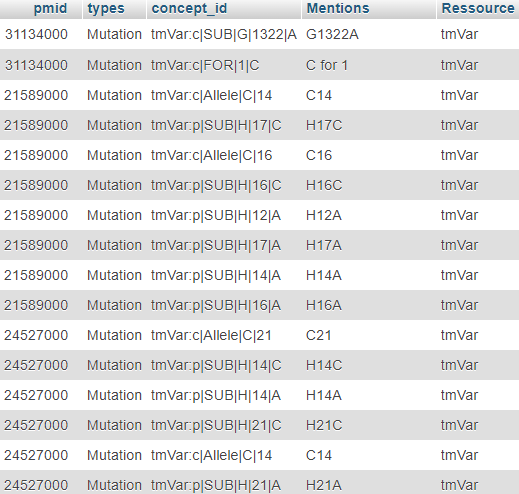 pmid types concept_id Mentions Ressource
31134000 Mutation tmVar:c|SUB|G|1322|A G1322A tmVar
31134000 Mutation tmVar:c|FOR|1|C C for 1 tmVar
21589000 Mutation tmVar:c|Allele|C|14 C14 tmVar
21589000 Mutation tmVar:p|SUB|H|17|C H17C tmVar
21589000 Mutation tmVar:c|Allele|C|16 C16 tmVar
21589000 Mutation tmVar:p|SUB|H|16|C H16C tmVar
21589000 Mutation tmVar:p|SUB|H|12|A H12A tmVar
21589000 Mutation tmVar:p|SUB|H|17|A H17A tmVar
21589000 Mutation tmVar:p|SUB|H|14|A H14A tmVar
21589000 Mutation tmVar:p|SUB|H|16|A H16A tmVar
24527000 Mutation tmVar:c|Allele|C|21 C21 tmVar
24527000 Mutation tmVar:p|SUB|H|14|C H14C tmVar
24527000 Mutation tmVar:p|SUB|H|14|A H14A tmVar
24527000 Mutation tmVar:p|SUB|H|21|C H21C tmVar
24527000 Mutation tmVar:c|Allele|C|14 C14 tmVar
24527000 Mutation tmVar:p|SUB|H|21|A H21A tmVar